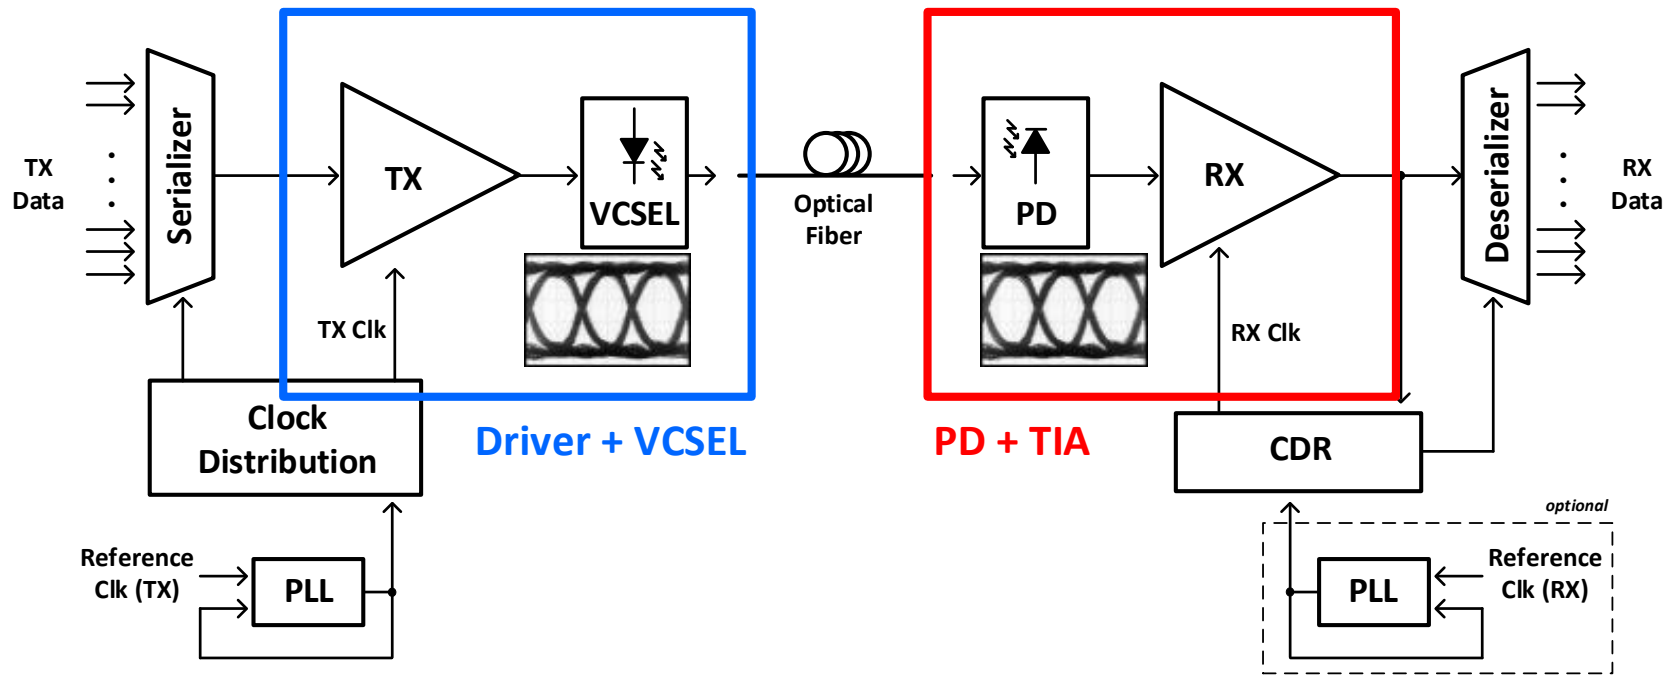 TX
Data
Serializer
TX
VCSEL
Optical
Fiber
PD
RX
Deserializer
RX
Data
TX Clk
RX Clk
Clock
Distribution
Driver + VCSEL
PD + TIA
CDR
optional
Reference
Clk (TX)
PLL
PLL
Reference
Clk (RX)